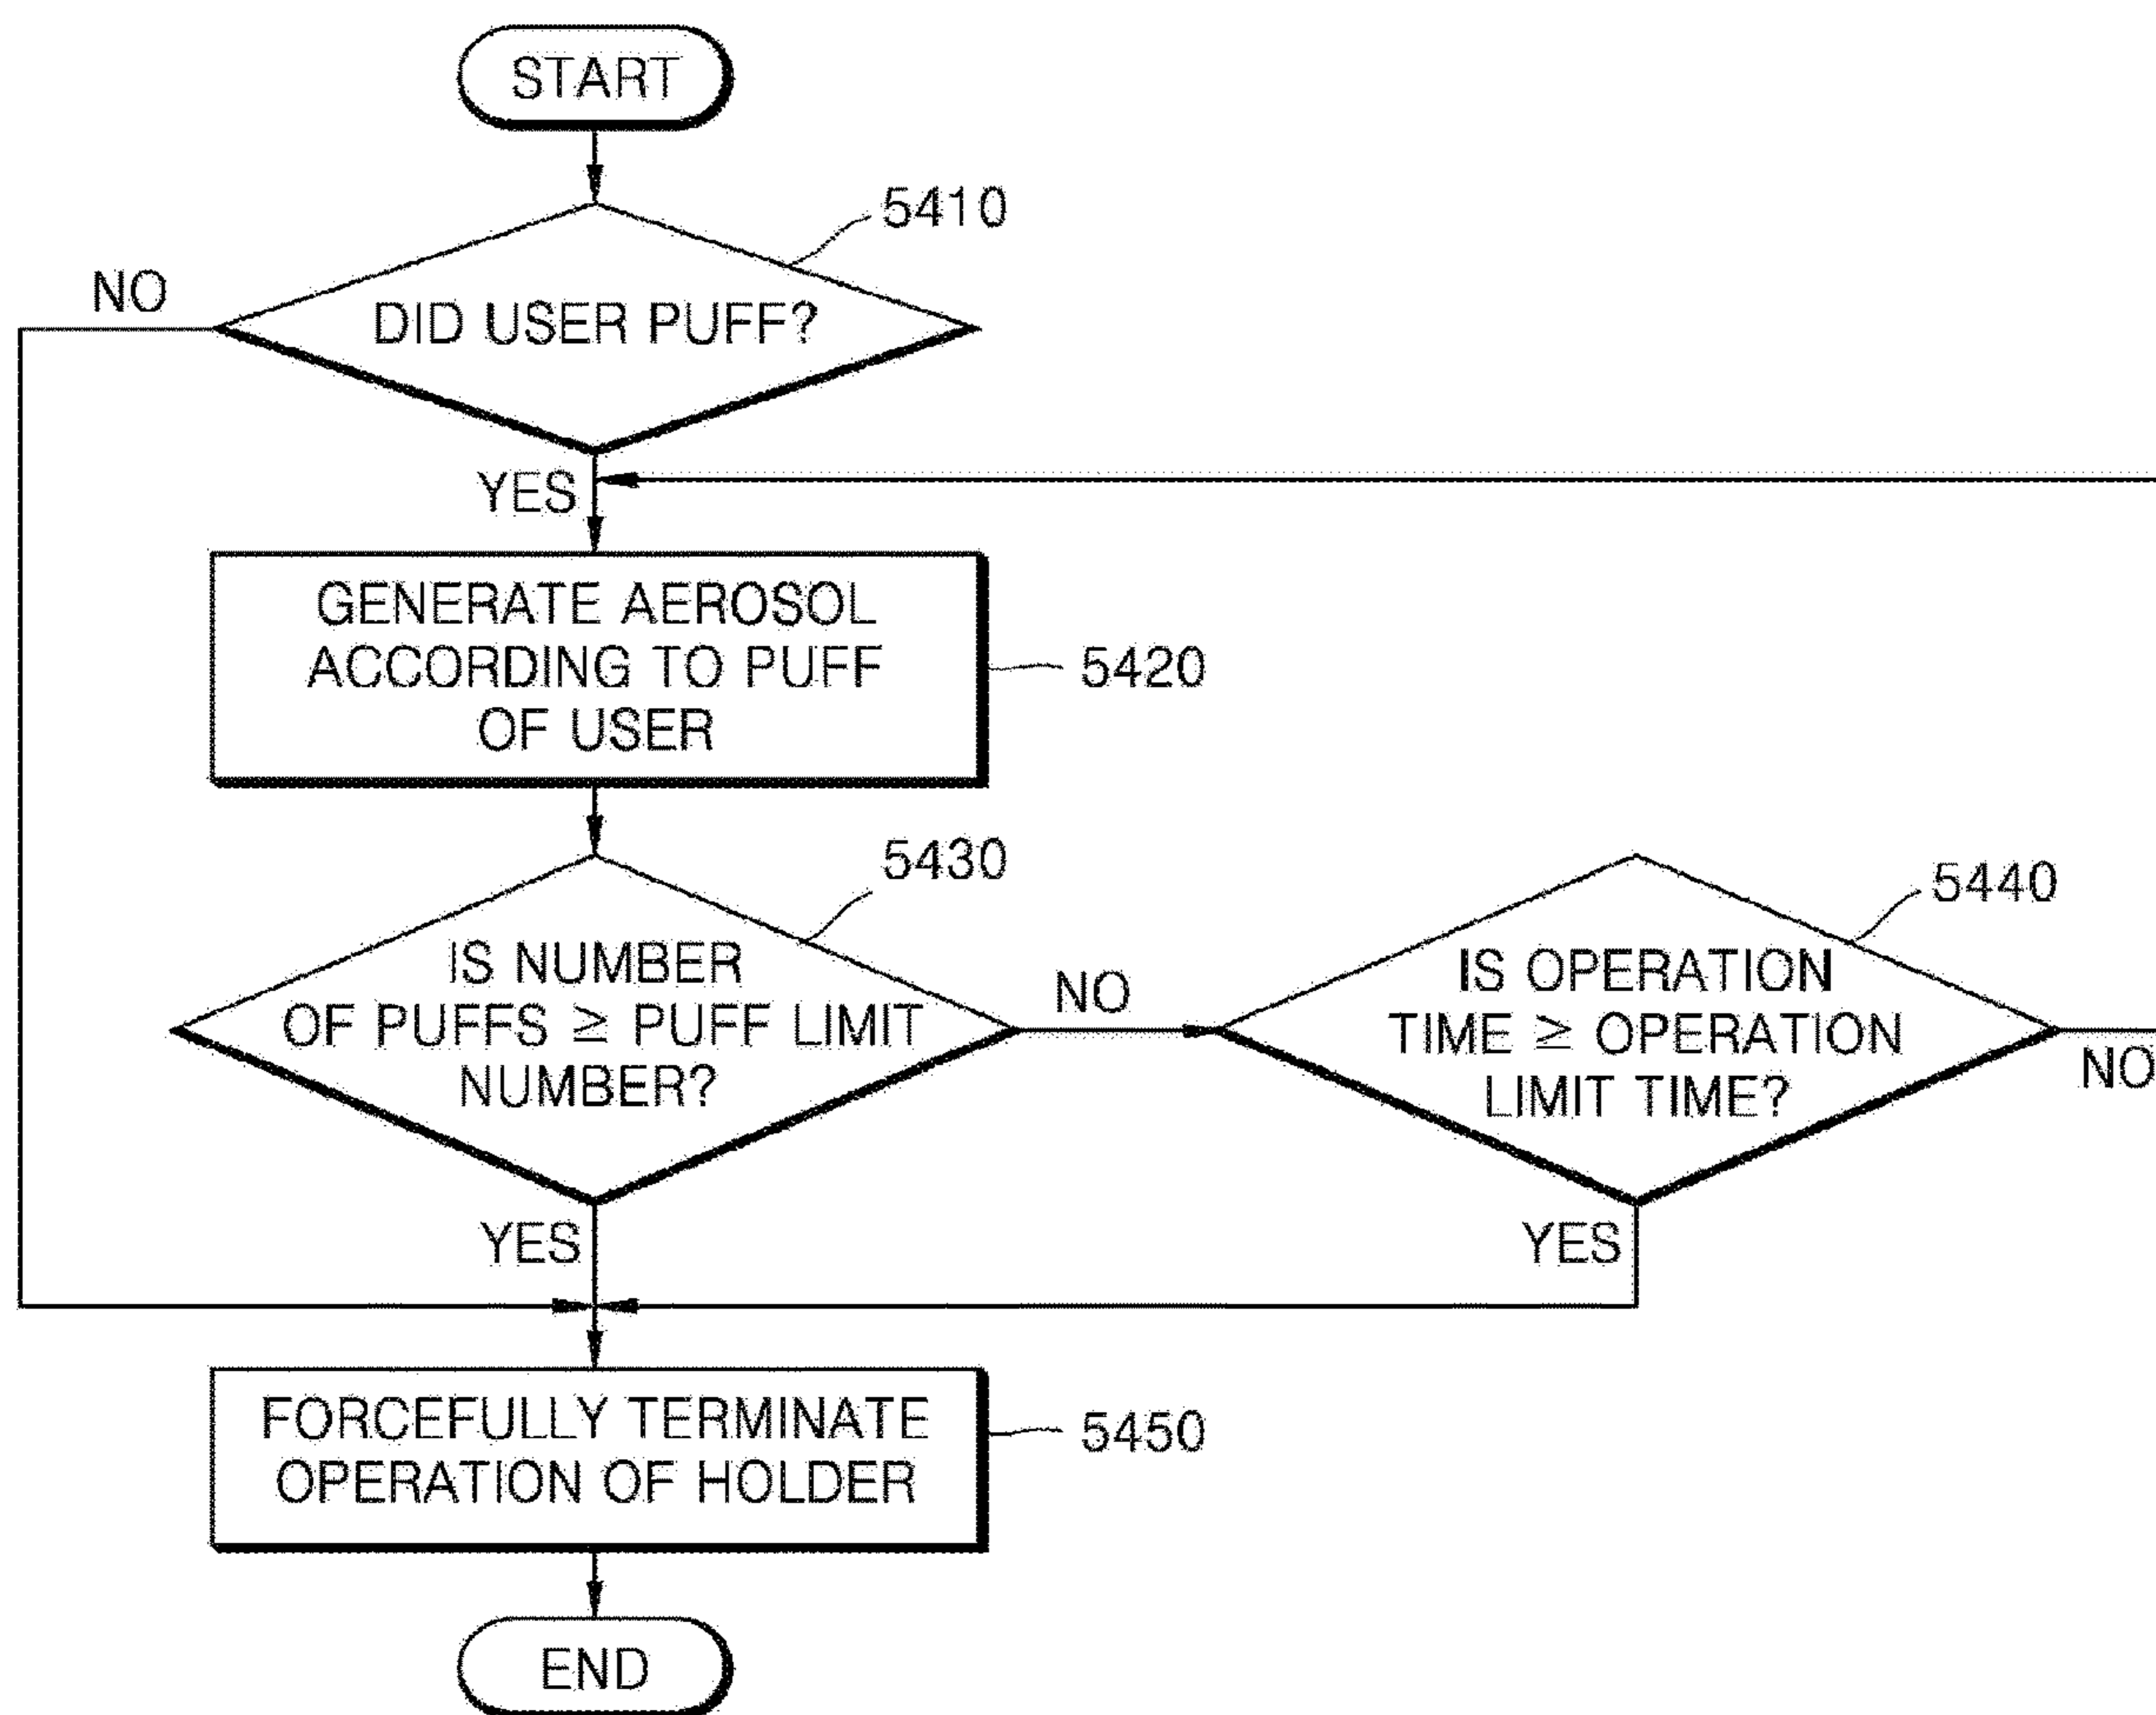 START
5410
NO
DID USER PUFF?
YES
GENERATE AEROSOL
ACCORDING TO PUFF
OF USER
5420
5430
IS NUMBER
OF PUFFS ≥ PUFF LIMIT
NUMBER?
NO
5440
IS OPERATION
TIME ≥ OPERATION
LIMIT TIME?
NO
YES
YES
FORCEFULLY TERMINATE
OPERATION OF HOLDER
5450
END